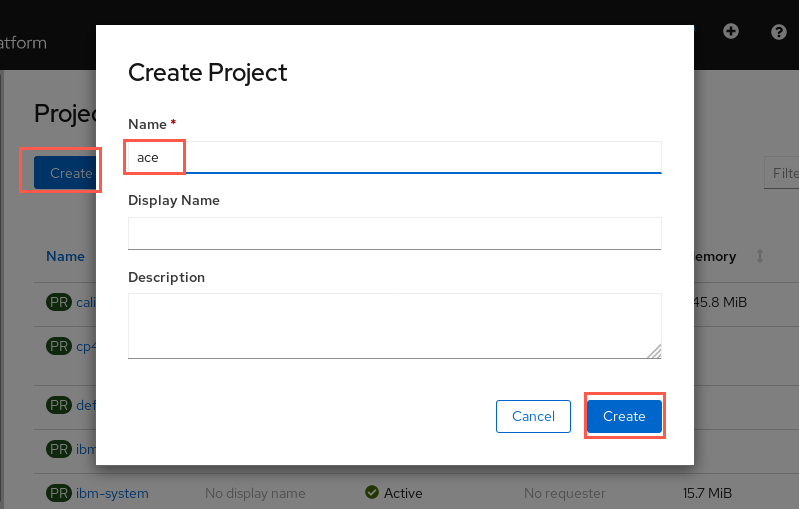 atform
Create Project
Projec
Name *
ace
Create
Filte
Display Name
Name
emory
Description
PR cali
45.8 MiB
PR cp4
PR def
Cancel
Create
PR ibm
PR ibm-system No display name Active No requester 15.7 MiB